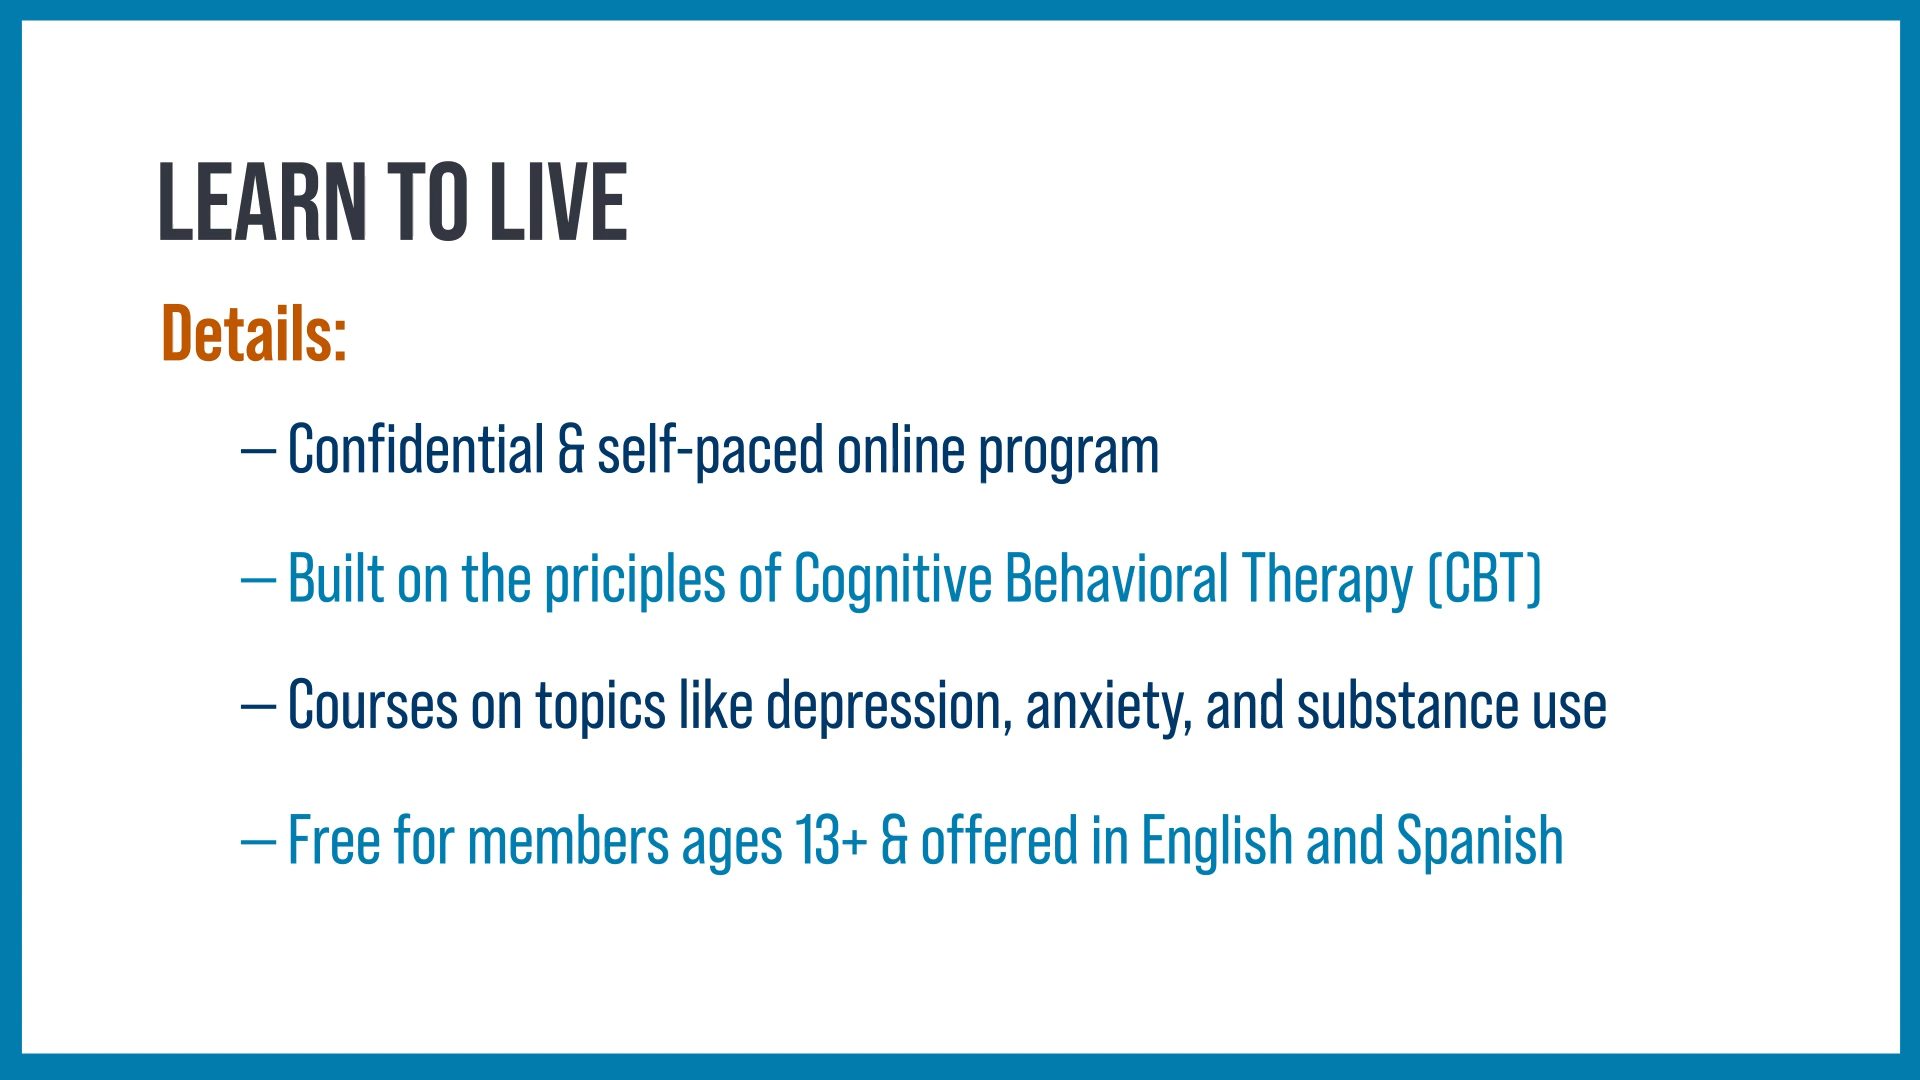 LEARN TO LIVE
Details:
– Confidential & self-paced online program
– Built on the priciples of Cognitive Behavioral Therapy (CBT)
– Courses on topics like depression, anxiety, and substance use
– Free for members ages 13+ & offered in English and Spanish